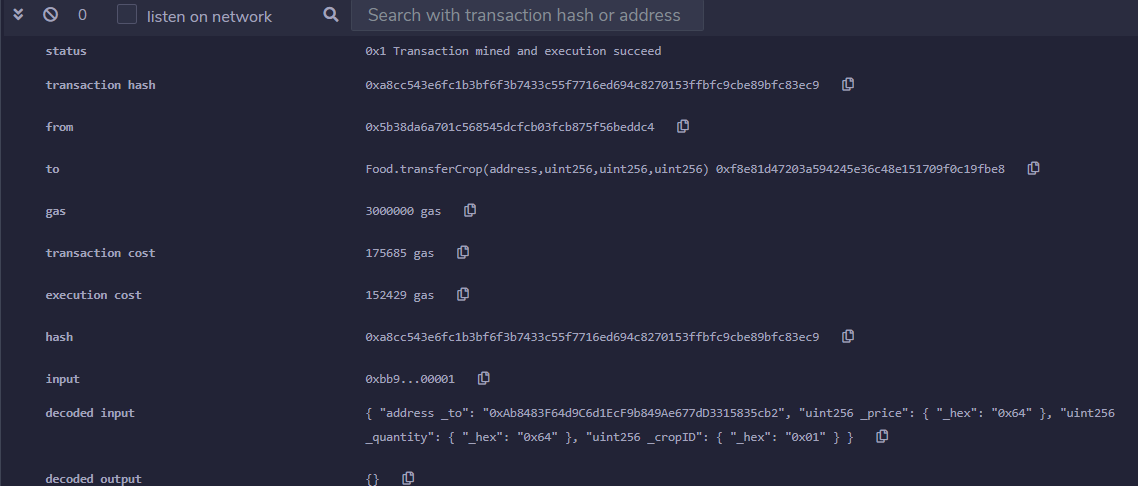 0 listen on network Search with transaction hash or address
status 0x1 Transaction mined and execution succeed
transaction hash 0xa8cc543e6fc1b3bf6f3b7433c55f7716ed694c8270153ffbfc9cbe89bfc83ec9
from 0x5b38da6a701c568545dcfcb03fcb875f56beddc4
to Food.transferCrop(address,uint256,uint256,uint256) 0xf8e81d47203a594245e36c48e151709f0c19fbe8
gas 3000000 gas
transaction cost 175685 gas
execution cost 152429 gas
hash 0xa8cc543e6fc1b3bf6f3b7433c55f7716ed694c8270153ffbfc9cbe89bfc83ec9
input 0xbb9...00001
decoded input { "address _to": "0xAb8483F64d9C6d1EcF9b849Ae677dD3315835cb2", "uint256 _price": { "_hex": "0x64" }, "uint256
_quantity": { "_hex": "0x64" }, "uint256 _cropID": { "_hex": "0x01" } }
decoded output {}